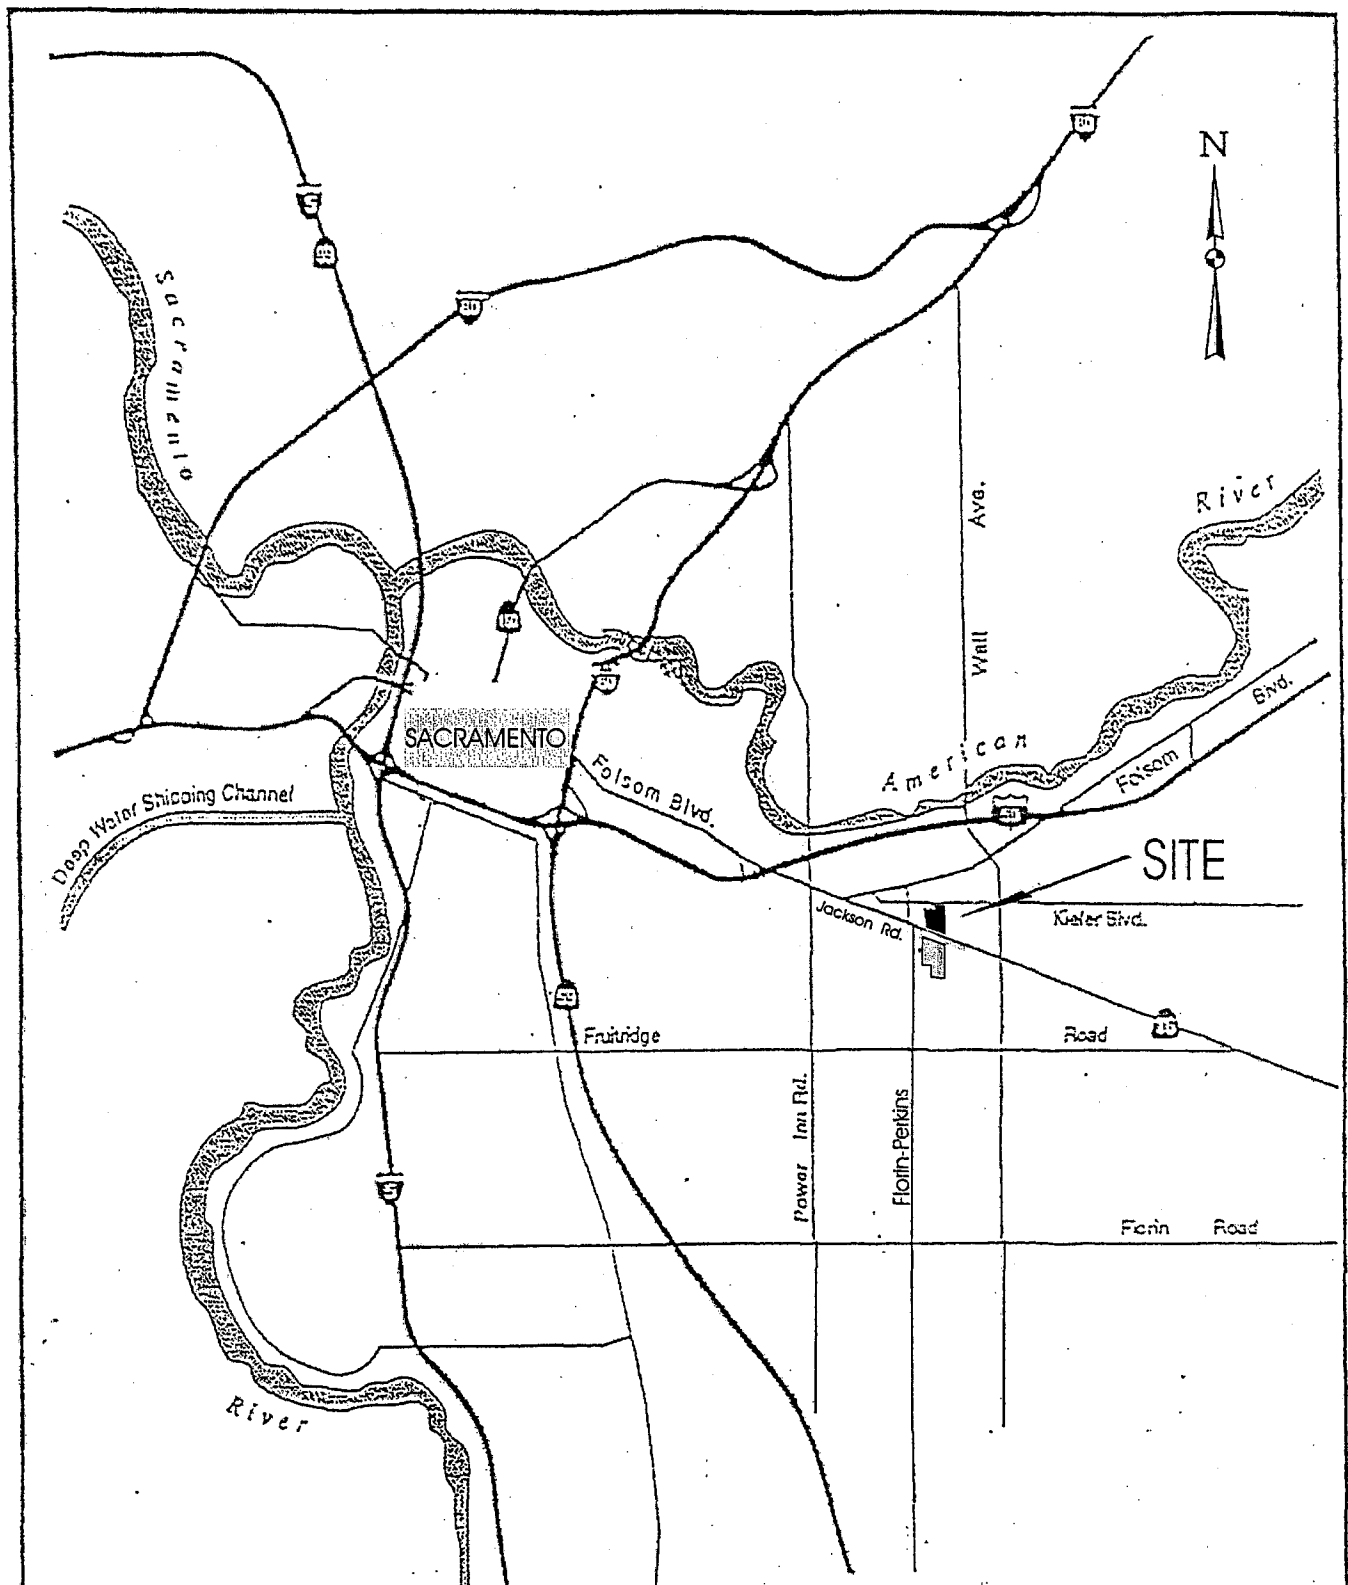 N
Sacramento
River
Ave.
Watt
SACRAMENTO
Folsom Blvd.
American
Folsom
Blvd.
Deep Water Shipping Channel
SITE
Jackson Rd.
Kiefer Blvd.
Fruitridge
Road
Power Inn Rd.
Florin-Perkins
Florin
Road
River